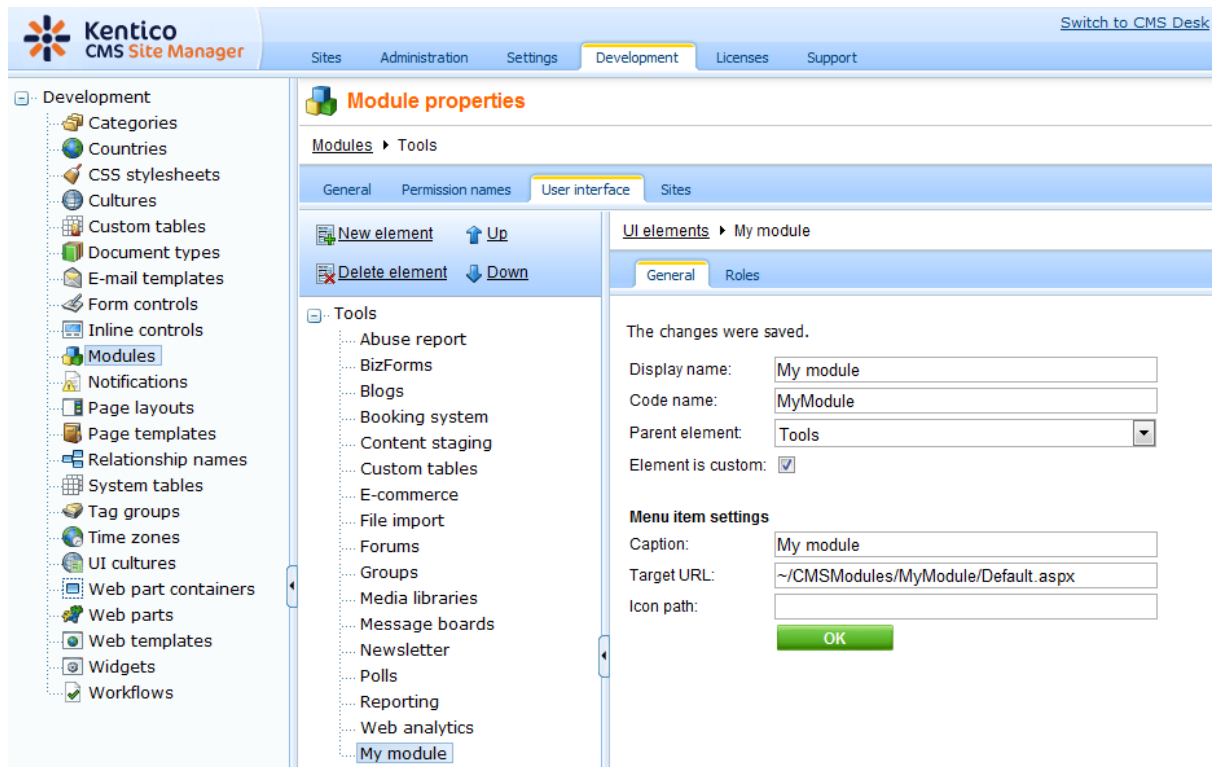 Kentico
CMS Site Manager
Switch to CMS Desk
Sites Administration Settings Development Licenses Support
Development
Categories
Countries
CSS stylesheets
Cultures
Custom tables
Document types
E-mail templates
Form controls
Inline controls
Modules
Notifications
Page layouts
Page templates
Relationship names
System tables
Tag groups
Time zones
UI cultures
Web part containers
Web parts
Web templates
Widgets
Workflows
Module properties
Modules Tools
General Permission names User interface Sites
New element Up
Delete element Down
Tools
Abuse report
BizForms
Blogs
Booking system
Content staging
Custom tables
E-commerce
File import
Forums
Groups
Media libraries
Message boards
Newsletter
Polls
Reporting
Web analytics
My module
UI elements My module
General Roles
The changes were saved.
Display name: My module
Code name: MyModule
Parent element: Tools
Element is custom:
Menu item settings
Caption: My module
Target URL: ~/CMSModules/MyModule/Default.aspx
Icon path:
OK